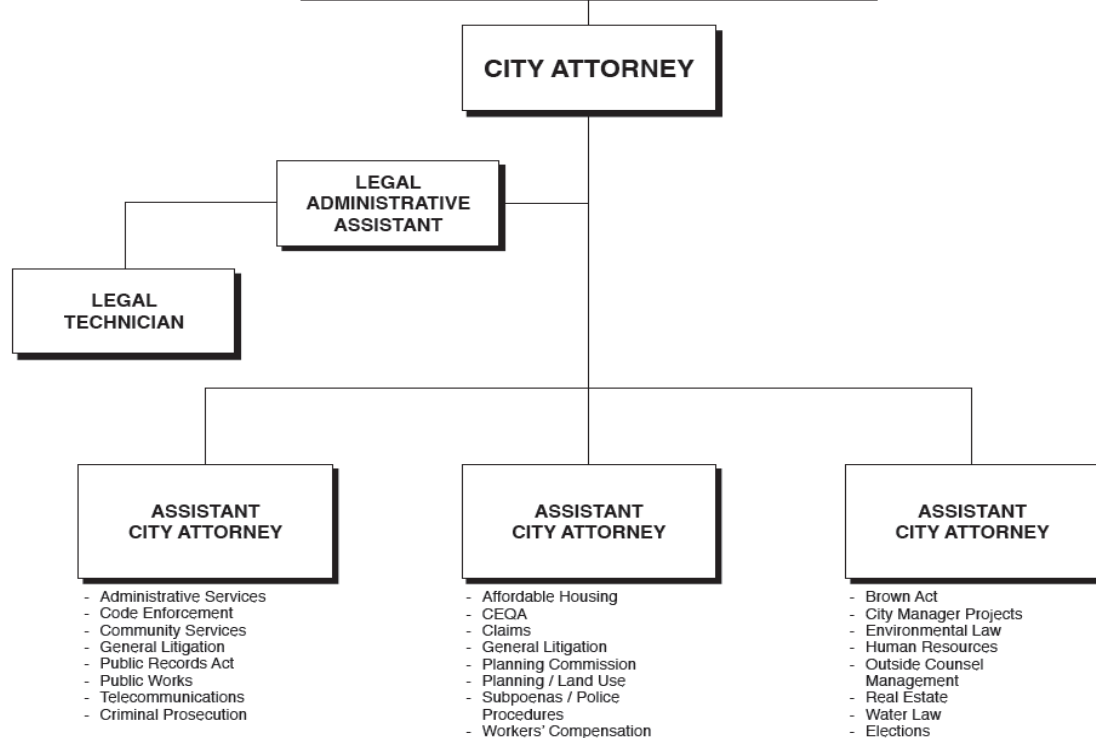 CITY ATTORNEY
LEGAL
ADMINISTRATIVE
ASSISTANT
LEGAL
TECHNICIAN
ASSISTANT
CITY ATTORNEY
- Administrative Services
- Code Enforcement
- Community Services
- General Litigation
- Public Records Act
- Public Works
- Telecommunications
- Criminal Prosecution
ASSISTANT
CITY ATTORNEY
- Affordable Housing
- CEQA
- Claims
- General Litigation
- Planning Commission
- Planning / Land Use
- Subpoenas / Police
Procedures
- Workers' Compensation
ASSISTANT
CITY ATTORNEY
- Brown Act
- City Manager Projects
- Environmental Law
- Human Resources
- Outside Counsel
Management
- Real Estate
- Water Law
- Elections